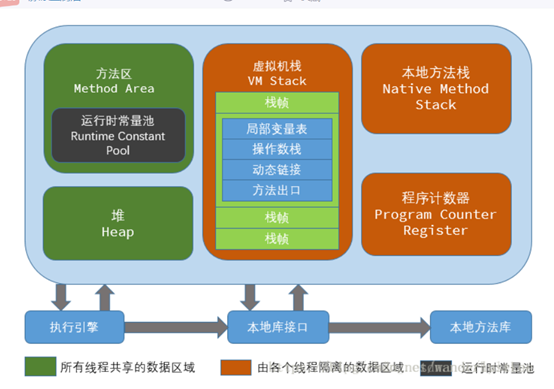 方法区
Method Area
运行时常量池
Runtime Constant
Pool
堆
Heap
虚拟机栈
VM Stack
栈帧
局部变量表
操作数栈
动态链接
方法出口
栈帧
栈帧
本地方法栈
Native Method
Stack
程序计数器
Program Counter
Register
执行引擎
本地库接口
本地方法库
所有线程共享的数据区域
由各个线程隔离的数据区域
运行时常量池